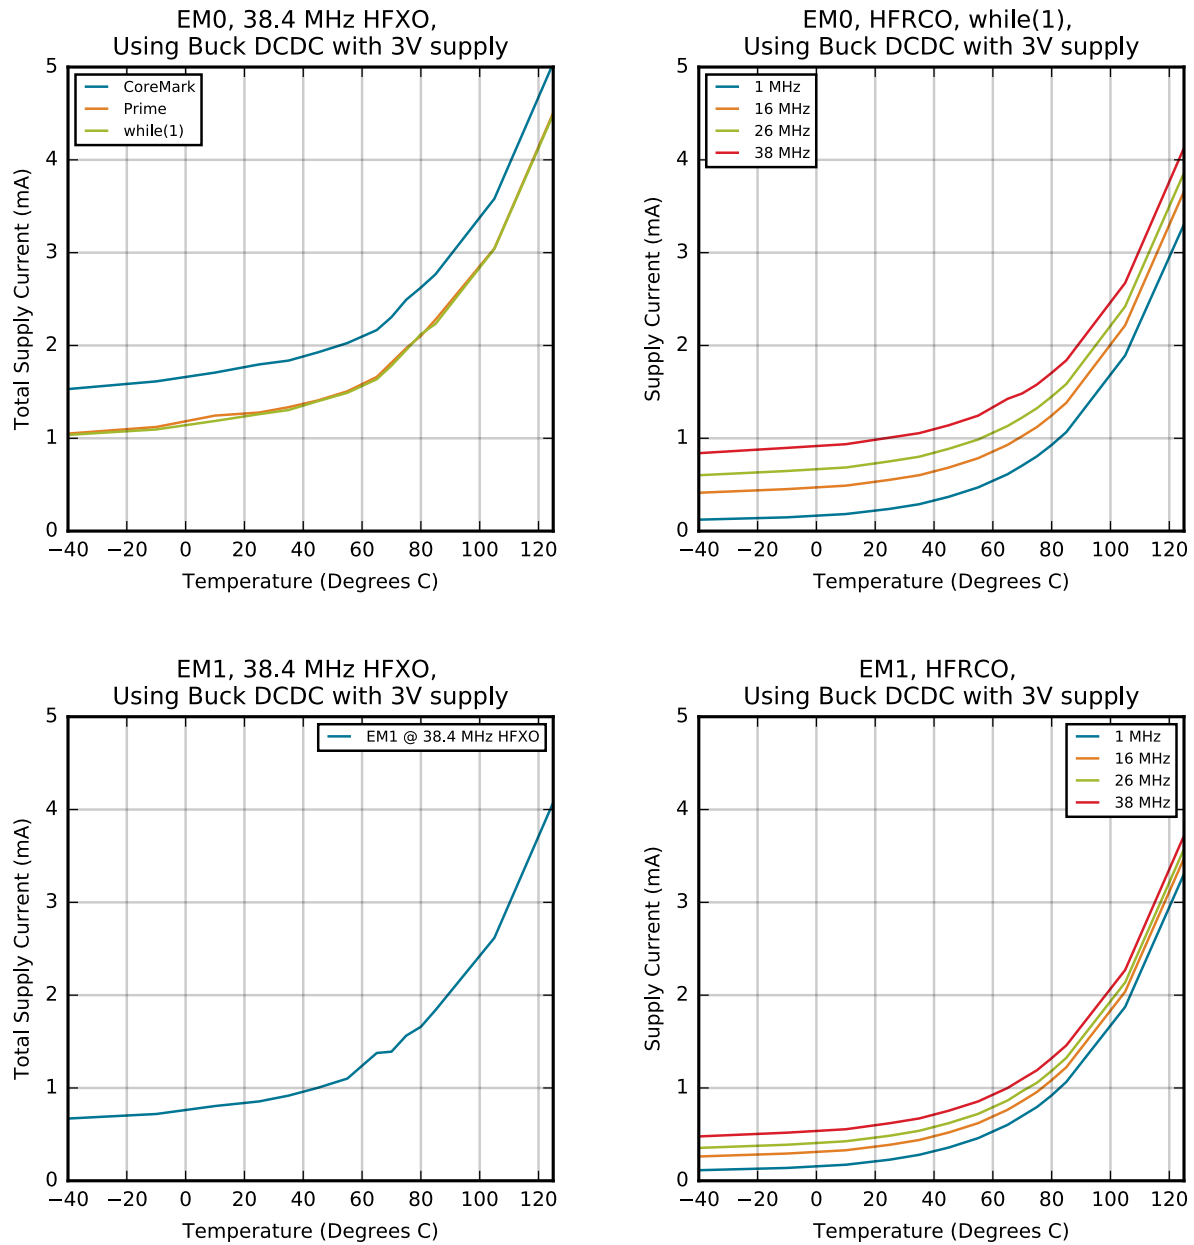 EM0, 38.4 MHz HFXO,
Using Buck DCDC with 3V supply
5
4
3
2
1
0
Total Supply Current (mA)
CoreMark
Prime
while(1)
−40 −20 0 20 40 60 80 100 120
Temperature (Degrees C)
EM0, HFRCO, while(1),
Using Buck DCDC with 3V supply
5
4
3
2
1
0
Supply Current (mA)
1 MHz
16 MHz
26 MHz
38 MHz
−40 −20 0 20 40 60 80 100 120
Temperature (Degrees C)
EM1, 38.4 MHz HFXO,
Using Buck DCDC with 3V supply
5
4
3
2
1
0
Total Supply Current (mA)
EM1 @ 38.4 MHz HFXO
−40 −20 0 20 40 60 80 100 120
Temperature (Degrees C)
EM1, HFRCO,
Using Buck DCDC with 3V supply
5
4
3
2
1
0
Supply Current (mA)
1 MHz
16 MHz
26 MHz
38 MHz
−40 −20 0 20 40 60 80 100 120
Temperature (Degrees C)